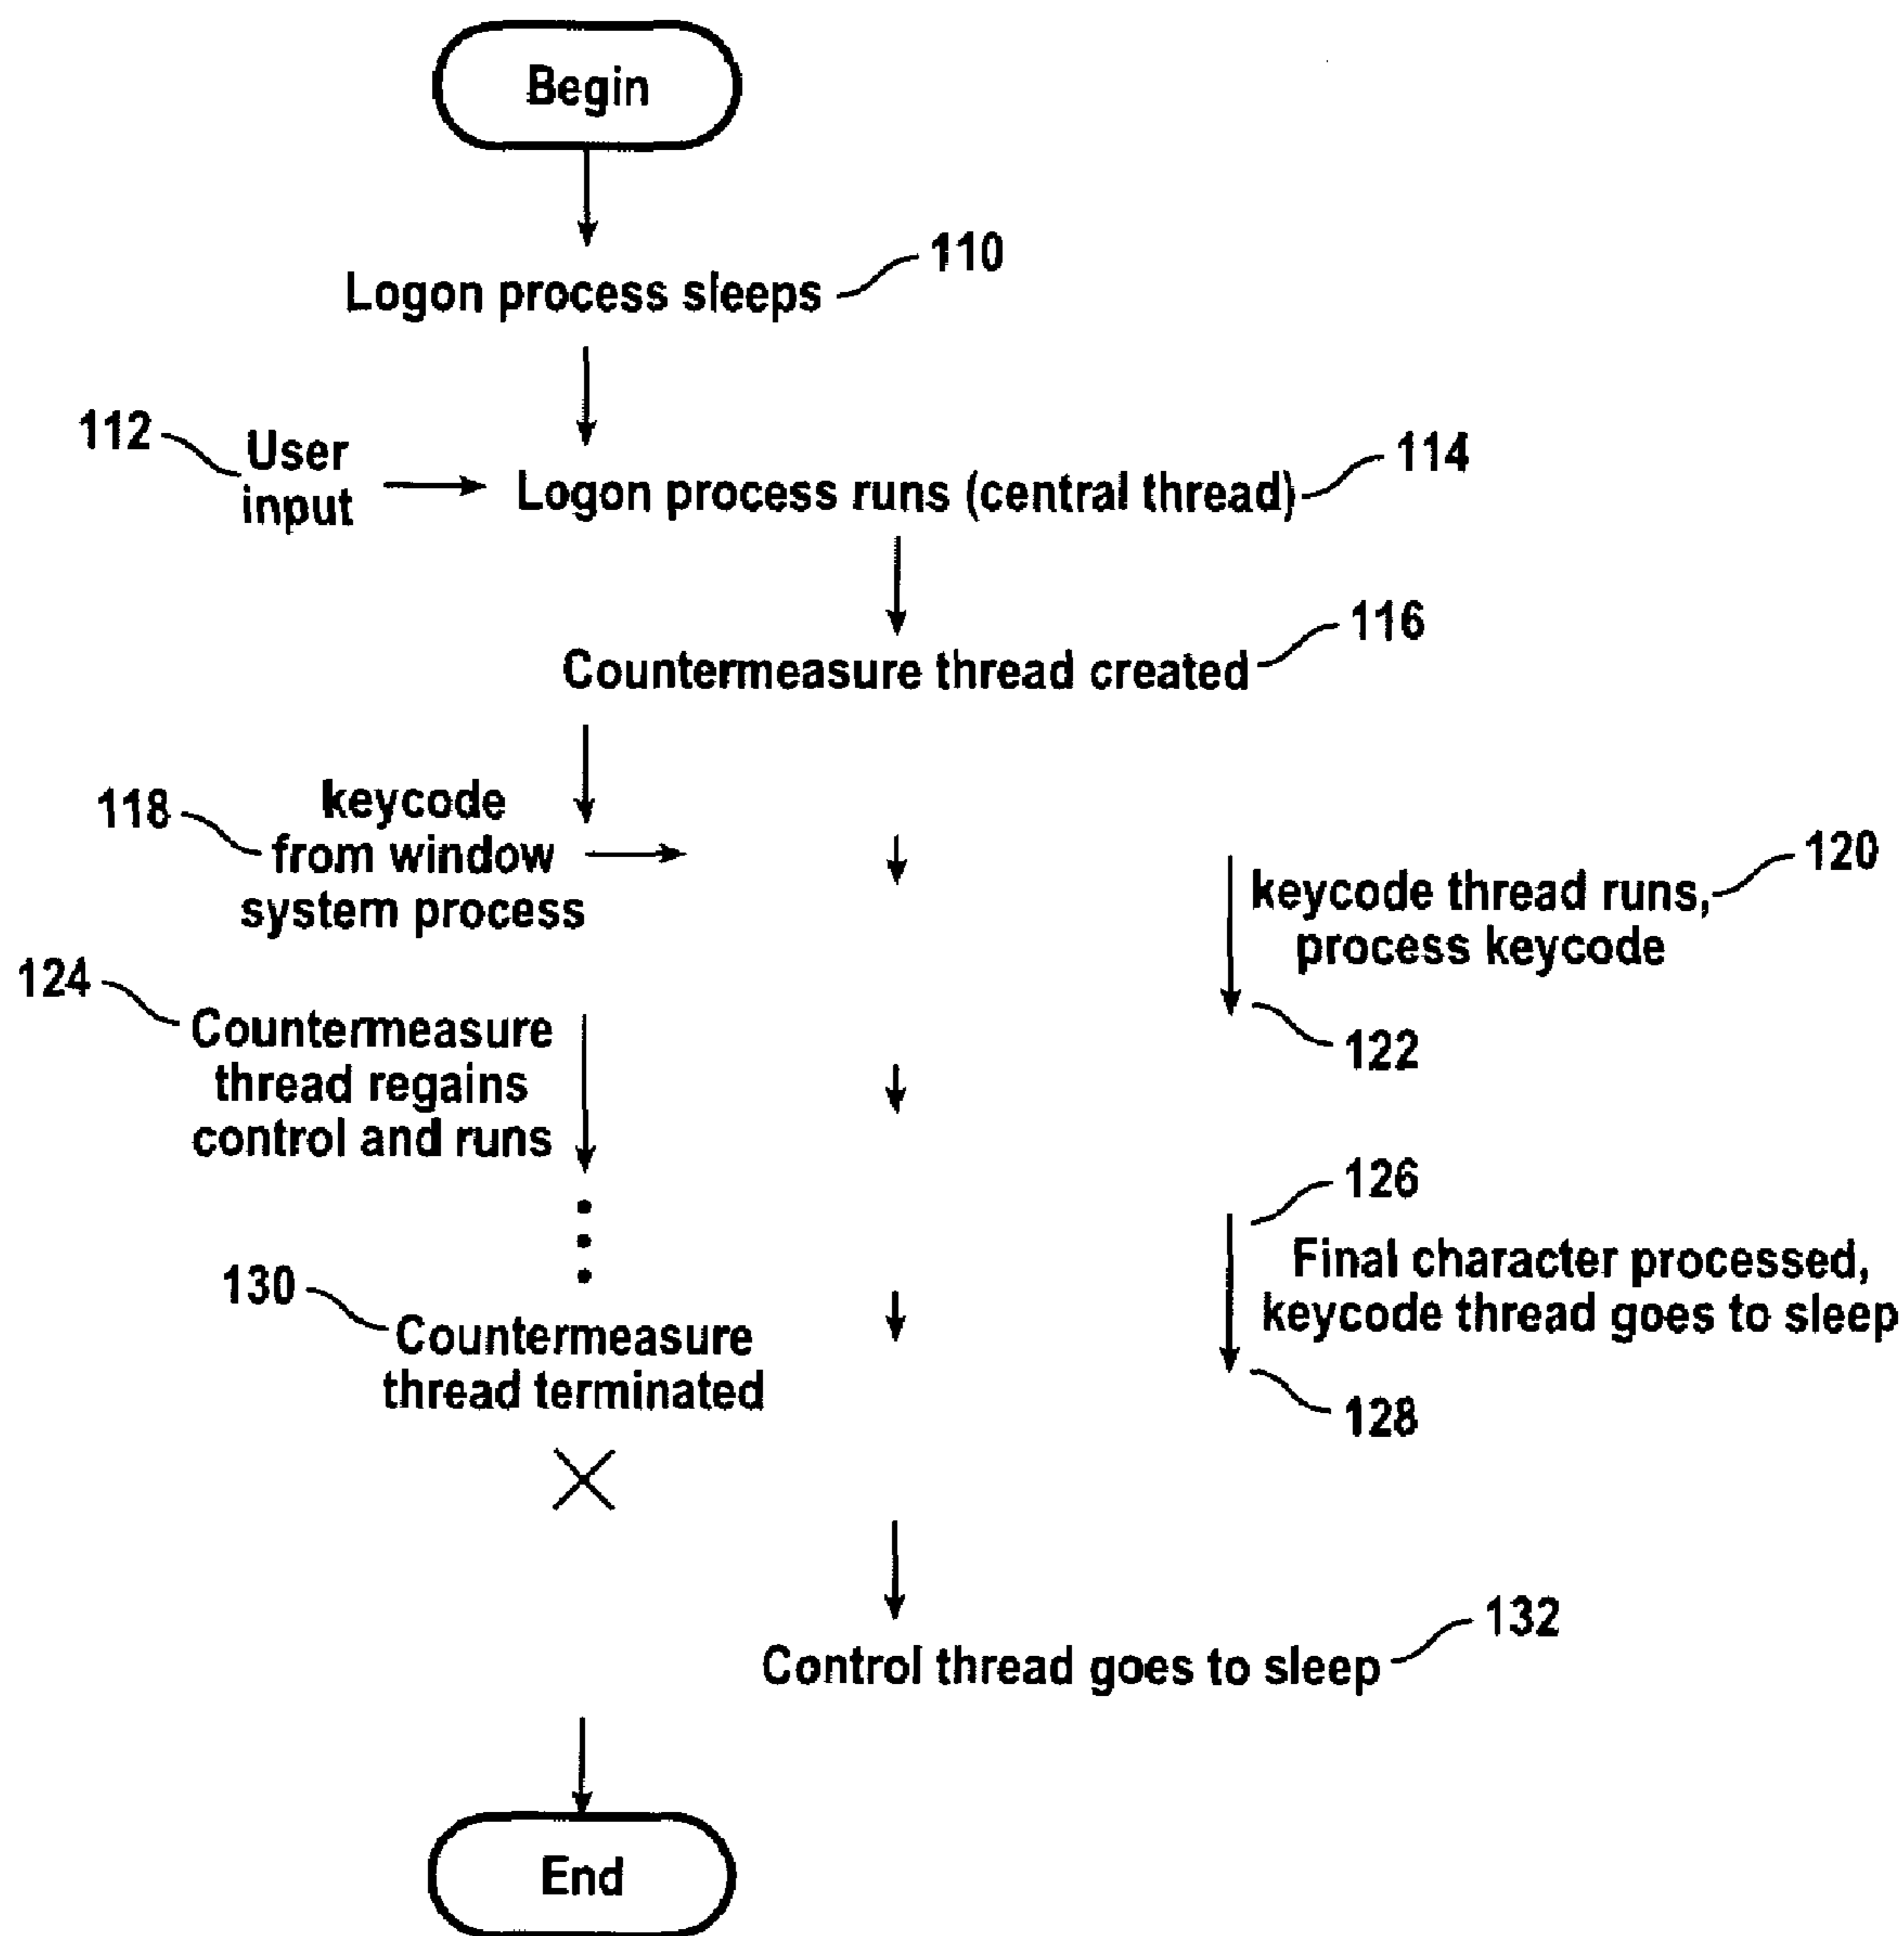 Begin
110
Logon process sleeps
112
User
input
Logon process runs (central thread)
114
116
Countermeasure thread created
118
keycode
from window
system process
120
keycode thread runs,
process keycode
122
124
Countermeasure
thread regains
control and runs
126
Final character processed,
keycode thread goes to sleep
128
130
Countermeasure
thread terminated
132
Control thread goes to sleep
End